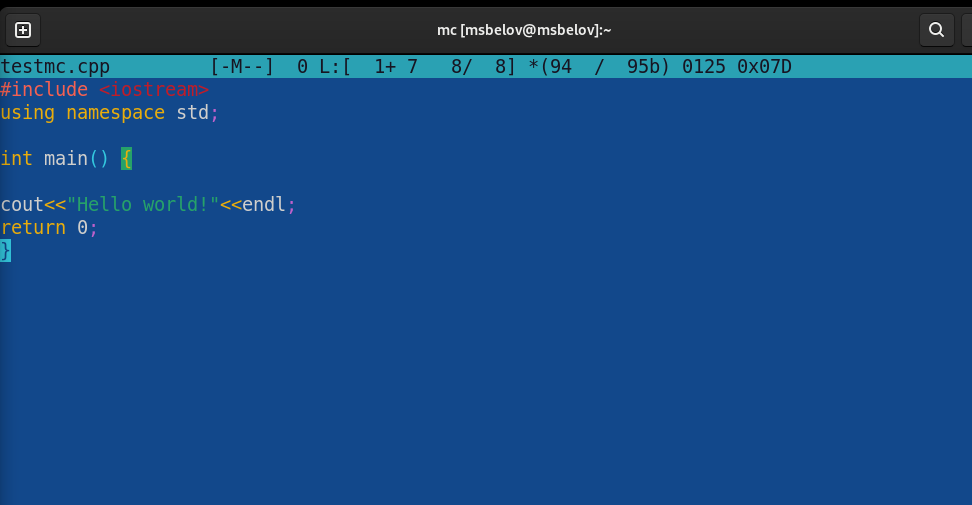 mc [msbelov@msbelov]:~
testmc.cpp         [-M--]  0 L:[  1+ 7   8/  8] *(94  /  95b) 0125 0x07D
#include <iostream>
using namespace std;
int main() {
cout<<"Hello world!"<<endl;
return 0;
}